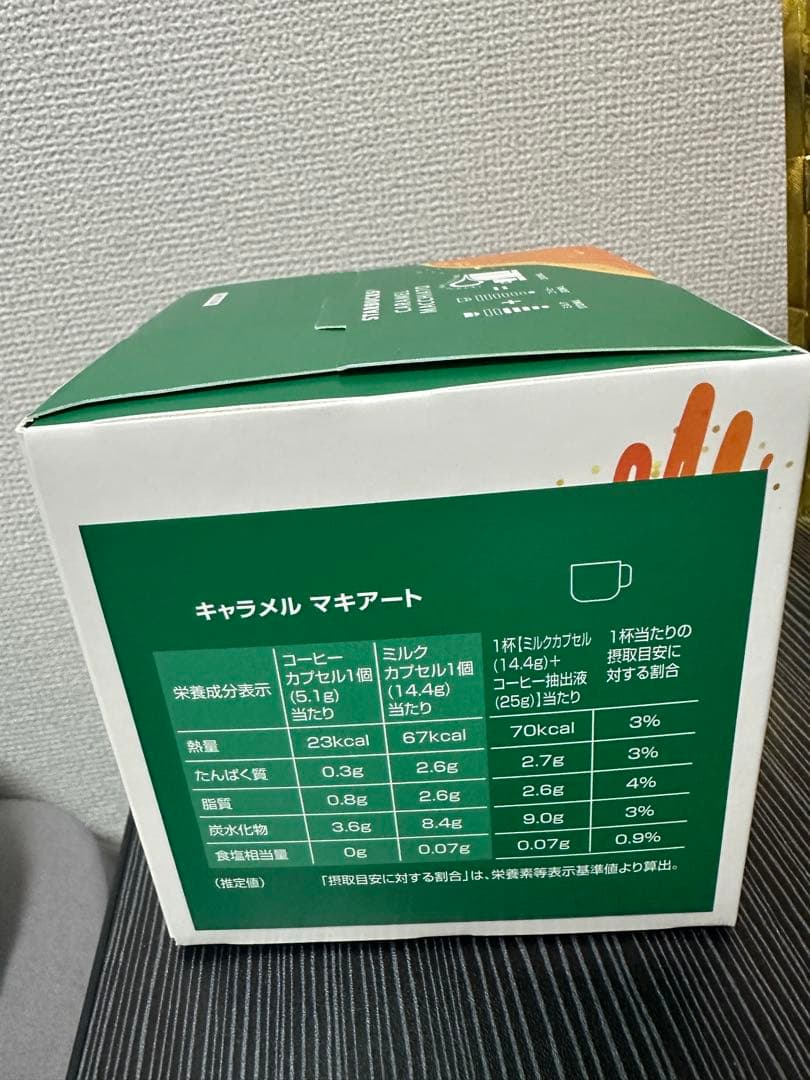 STARBUCKS®
CARAMEL
MACCHIATO
キャラメル マキアート
栄養成分表示
コーヒー
カプセル1個
(5.1g)
当たり
ミルク
カプセル1個
(14.4g)
当たり
1杯【ミルクカプセル
(14.4g)+
コーヒー抽出液
(25g)】当たり
1杯当たりの
摂取目安に
対する割合
熱量 23kcal 67kcal 70kcal 3%
たんぱく質 0.3g 2.6g 2.7g 3%
脂質 0.8g 2.6g 2.6g 4%
炭水化物 3.6g 8.4g 9.0g 3%
食塩相当量 0g 0.07g 0.07g 0.9%
(推定値) 「摂取目安に対する割合」は、栄養素等表示基準値より算出。